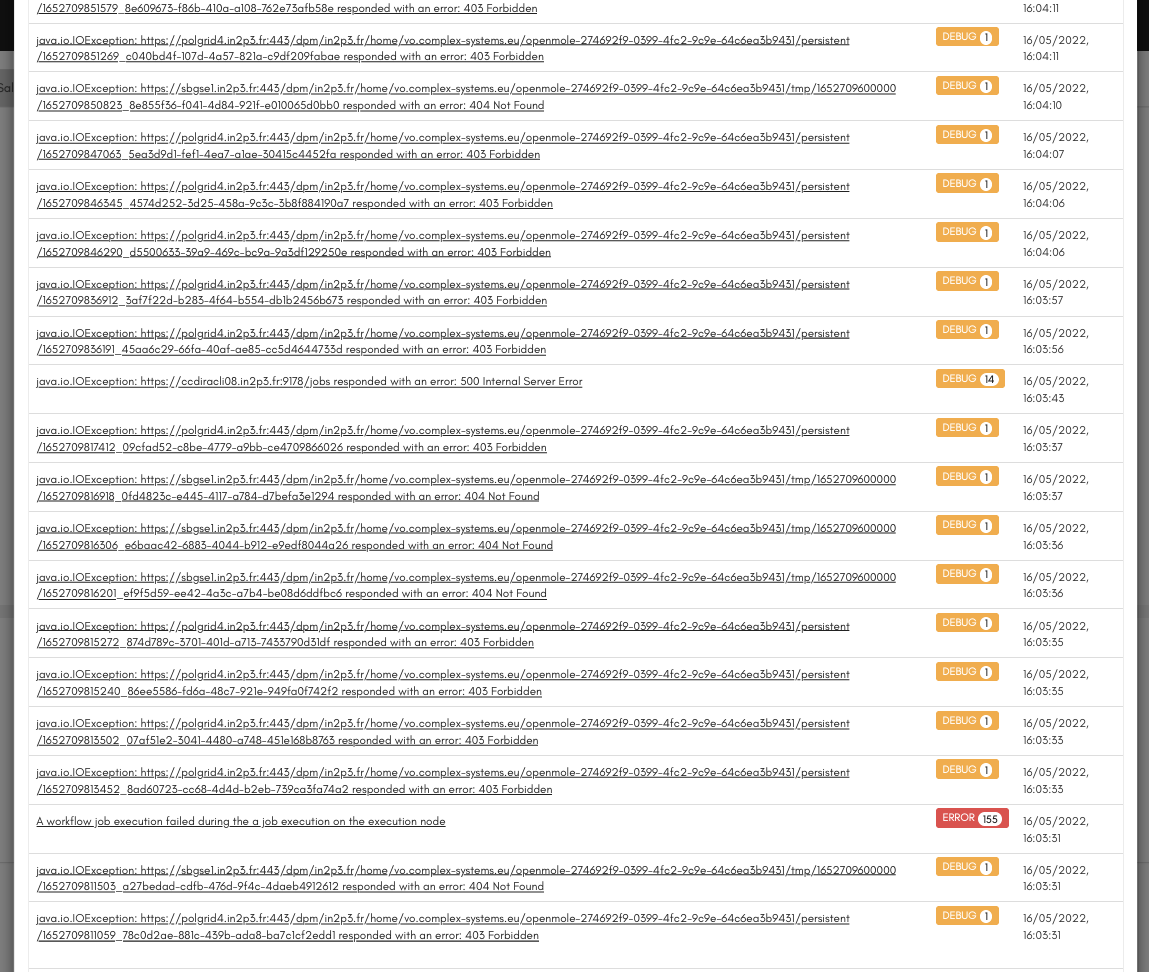 /1652709851579_8e609673-f86b-410a-a108-762e73afb58e responded with an error: 403 Forbidden
16:04:11
java.io.IOException: https://polgrid4.in2p3.fr:443/dpm/in2p3.fr/home/vo.complex-systems.eu/openmole-274692f9-0399-4fc2-9c9e-64c6ea3b9431/persistent
/1652709851269_c040bd4f-107d-4a57-821a-c9df209fabae responded with an error: 403 Forbidden
DEBUG 1
16/05/2022,
16:04:11
java.io.IOException: https://sbgse1.in2p3.fr:443/dpm/in2p3.fr/home/vo.complex-systems.eu/openmole-274692f9-0399-4fc2-9c9e-64c6ea3b9431/tmp/1652709600000
/1652709850823_8e855f36-f041-4d84-921f-e010065d0bb0 responded with an error: 404 Not Found
DEBUG 1
16/05/2022,
16:04:10
java.io.IOException: https://polgrid4.in2p3.fr:443/dpm/in2p3.fr/home/vo.complex-systems.eu/openmole-274692f9-0399-4fc2-9c9e-64c6ea3b9431/persistent
/1652709847063_5ea3d9d1-fef1-4ea7-a1ae-30415c4452fa responded with an error: 403 Forbidden
DEBUG 1
16/05/2022,
16:04:07
java.io.IOException: https://polgrid4.in2p3.fr:443/dpm/in2p3.fr/home/vo.complex-systems.eu/openmole-274692f9-0399-4fc2-9c9e-64c6ea3b9431/persistent
/1652709846345_4574d252-3d25-458a-9c3c-3b8f884190a7 responded with an error: 403 Forbidden
DEBUG 1
16/05/2022,
16:04:06
java.io.IOException: https://polgrid4.in2p3.fr:443/dpm/in2p3.fr/home/vo.complex-systems.eu/openmole-274692f9-0399-4fc2-9c9e-64c6ea3b9431/persistent
/1652709846290_d5500633-39a9-469c-bc9a-9a3df129250e responded with an error: 403 Forbidden
DEBUG 1
16/05/2022,
16:04:06
java.io.IOException: https://polgrid4.in2p3.fr:443/dpm/in2p3.fr/home/vo.complex-systems.eu/openmole-274692f9-0399-4fc2-9c9e-64c6ea3b9431/persistent
/1652709836912_3af7f22d-b283-4f64-b554-db1b2456b673 responded with an error: 403 Forbidden
DEBUG 1
16/05/2022,
16:03:57
java.io.IOException: https://polgrid4.in2p3.fr:443/dpm/in2p3.fr/home/vo.complex-systems.eu/openmole-274692f9-0399-4fc2-9c9e-64c6ea3b9431/persistent
/1652709836191_45aa6c29-66fa-40af-ae85-cc5d4644733d responded with an error: 403 Forbidden
DEBUG 1
16/05/2022,
16:03:56
java.io.IOException: https://ccdiracli08.in2p3.fr:9178/jobs responded with an error: 500 Internal Server Error
DEBUG 14
16/05/2022,
16:03:43
java.io.IOException: https://polgrid4.in2p3.fr:443/dpm/in2p3.fr/home/vo.complex-systems.eu/openmole-274692f9-0399-4fc2-9c9e-64c6ea3b9431/persistent
/1652709817412_09cfad52-c8be-4779-a9bb-ce4709866026 responded with an error: 403 Forbidden
DEBUG 1
16/05/2022,
16:03:37
java.io.IOException: https://sbgse1.in2p3.fr:443/dpm/in2p3.fr/home/vo.complex-systems.eu/openmole-274692f9-0399-4fc2-9c9e-64c6ea3b9431/tmp/1652709600000
/1652709816918_0fd4823c-e445-4117-a784-d7befa3e1294 responded with an error: 404 Not Found
DEBUG 1
16/05/2022,
16:03:37
java.io.IOException: https://sbgse1.in2p3.fr:443/dpm/in2p3.fr/home/vo.complex-systems.eu/openmole-274692f9-0399-4fc2-9c9e-64c6ea3b9431/tmp/1652709600000
/1652709816306_e6baac42-6883-4044-b912-e9edf8044a26 responded with an error: 404 Not Found
DEBUG 1
16/05/2022,
16:03:36
java.io.IOException: https://sbgse1.in2p3.fr:443/dpm/in2p3.fr/home/vo.complex-systems.eu/openmole-274692f9-0399-4fc2-9c9e-64c6ea3b9431/tmp/1652709600000
/1652709816201_ef9f5d59-ee42-4a3c-a7b4-be08d6ddfbc6 responded with an error: 404 Not Found
DEBUG 1
16/05/2022,
16:03:36
java.io.IOException: https://polgrid4.in2p3.fr:443/dpm/in2p3.fr/home/vo.complex-systems.eu/openmole-274692f9-0399-4fc2-9c9e-64c6ea3b9431/persistent
/1652709815272_874d789c-3701-401d-a713-7433790d31df responded with an error: 403 Forbidden
DEBUG 1
16/05/2022,
16:03:35
java.io.IOException: https://polgrid4.in2p3.fr:443/dpm/in2p3.fr/home/vo.complex-systems.eu/openmole-274692f9-0399-4fc2-9c9e-64c6ea3b9431/persistent
/1652709815240_86ee5586-fd6a-48c7-921e-949fa0f742f2 responded with an error: 403 Forbidden
DEBUG 1
16/05/2022,
16:03:35
java.io.IOException: https://polgrid4.in2p3.fr:443/dpm/in2p3.fr/home/vo.complex-systems.eu/openmole-274692f9-0399-4fc2-9c9e-64c6ea3b9431/persistent
/1652709813502_07af51e2-3041-4480-a748-451e168b8763 responded with an error: 403 Forbidden
DEBUG 1
16/05/2022,
16:03:33
java.io.IOException: https://polgrid4.in2p3.fr:443/dpm/in2p3.fr/home/vo.complex-systems.eu/openmole-274692f9-0399-4fc2-9c9e-64c6ea3b9431/persistent
/1652709813452_8ad60723-cc68-4d4d-b2eb-739ca3fa74a2 responded with an error: 403 Forbidden
DEBUG 1
16/05/2022,
16:03:33
A workflow job execution failed during the a job execution on the execution node
ERROR 155
16/05/2022,
16:03:31
java.io.IOException: https://sbgse1.in2p3.fr:443/dpm/in2p3.fr/home/vo.complex-systems.eu/openmole-274692f9-0399-4fc2-9c9e-64c6ea3b9431/tmp/1652709600000
/1652709811503_a27bedad-cdfb-476d-9f4c-4daeb4912612 responded with an error: 404 Not Found
DEBUG 1
16/05/2022,
16:03:31
java.io.IOException: https://polgrid4.in2p3.fr:443/dpm/in2p3.fr/home/vo.complex-systems.eu/openmole-274692f9-0399-4fc2-9c9e-64c6ea3b9431/persistent
/1652709811059_78c0d2ae-881c-439b-ada8-ba7c1cf2edd1 responded with an error: 403 Forbidden
DEBUG 1
16/05/2022,
16:03:31